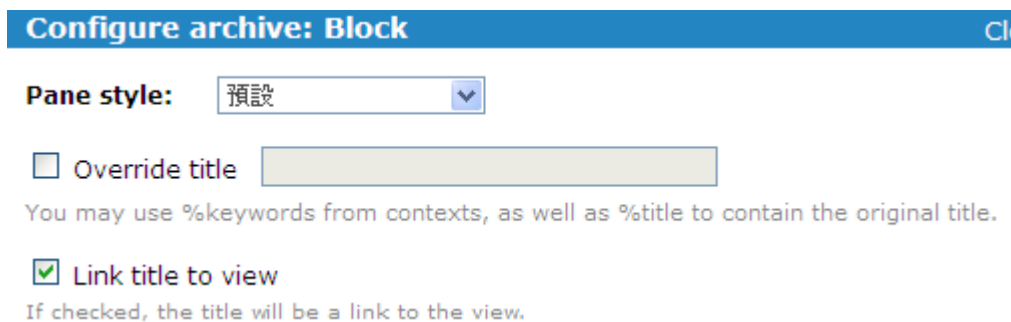 Configure archive: Block
Pane style: 預設
Override title
You may use %keywords from contexts, as well as %title to contain the original title.
Link title to view
If checked, the title will be a link to the view.